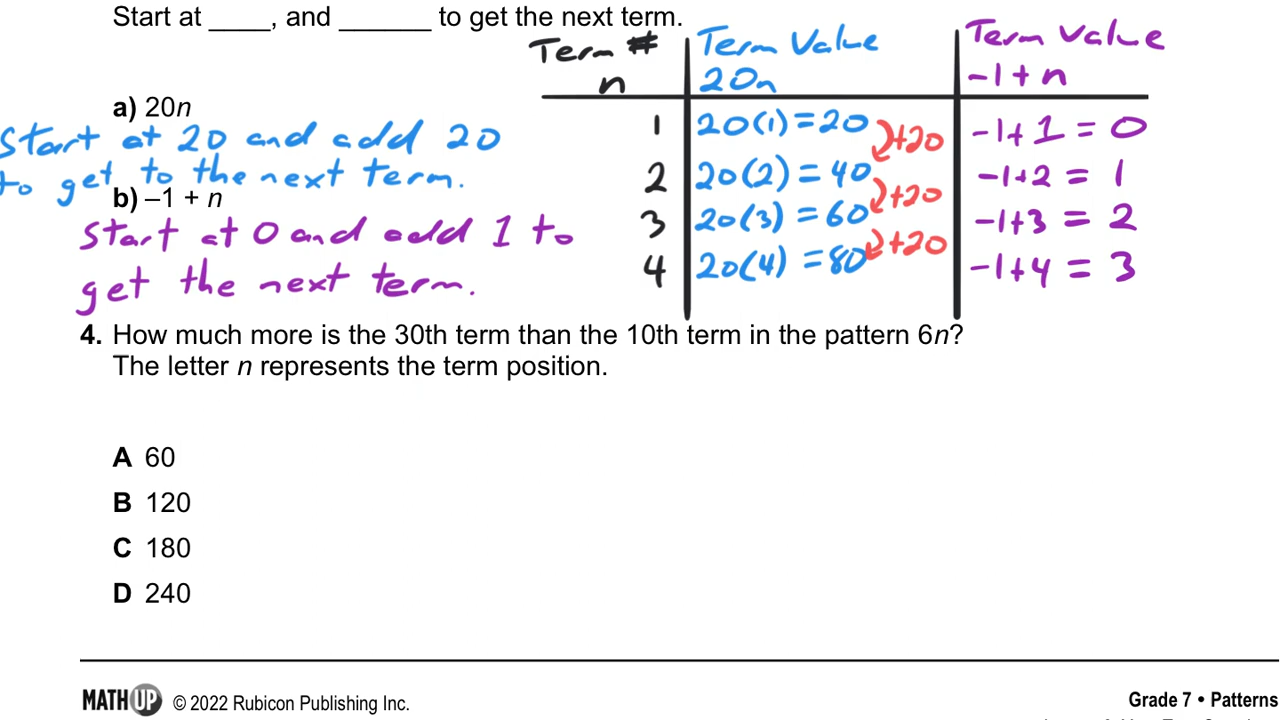 Start at ____, and ______ to get the next term.
Term # Term Value Term Value
n 20n -1+n
a) 20n
Start at 20 and add 20
to get to the next term.
b) –1 + n
Start at 0 and add 1 to
get the next term.
1 20(1)=20 -1+1=0
+20
2 20(2)=40 -1+2=1
+20
3 20(3)=60 -1+3=2
+20
4 20(4)=80 -1+4=3
4. How much more is the 30th term than the 10th term in the pattern 6n?
The letter n represents the term position.
A 60
B 120
C 180
D 240
MATH UP © 2022 Rubicon Publishing Inc.
Grade 7 • Patterns